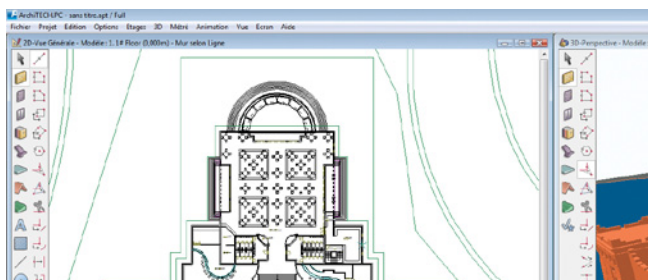 ArchiTECH.PC - sans titre.apt / Full
Fichier Projet Edition Options Etages 3D Métré Animation Vue Ecran Aide
2D-Vue Générale - Modèle: 1. 1# Floor (0,000m) - Mur selon Ligne
3D-Perspective - Modèle